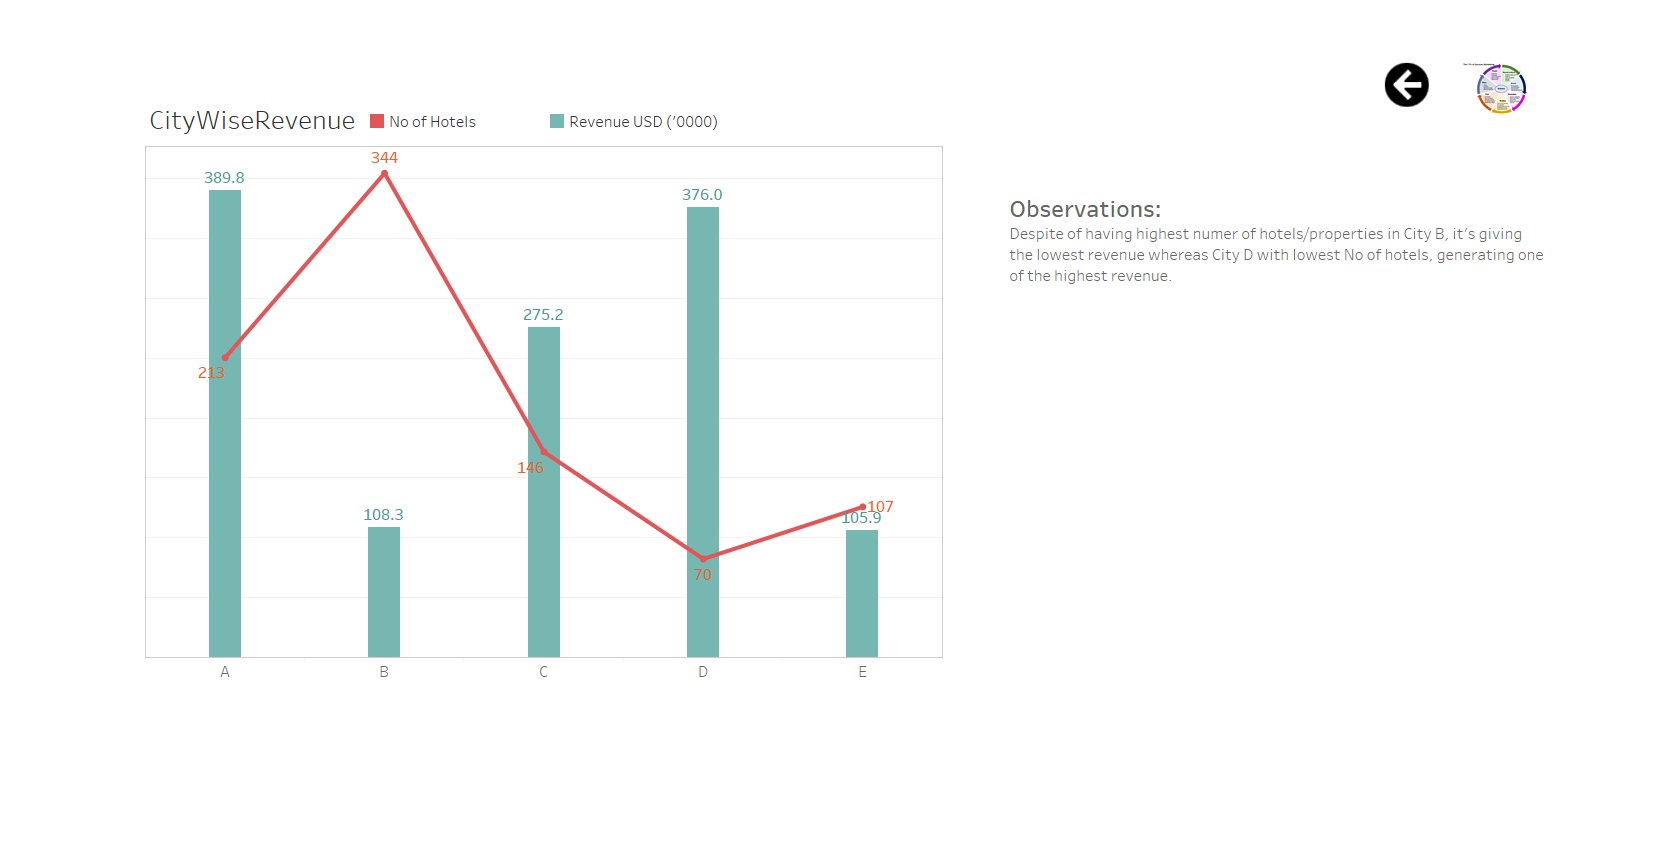 CityWiseRevenue
No of Hotels
Revenue USD ('0000)
344
389.8
376.0
275.2
213
146
108.3
107
105.9
70
A
B
C
D
E
Observations:
Despite of having highest numer of hotels/properties in City B, it's giving
the lowest revenue whereas City D with lowest No of hotels, generating one
of the highest revenue.